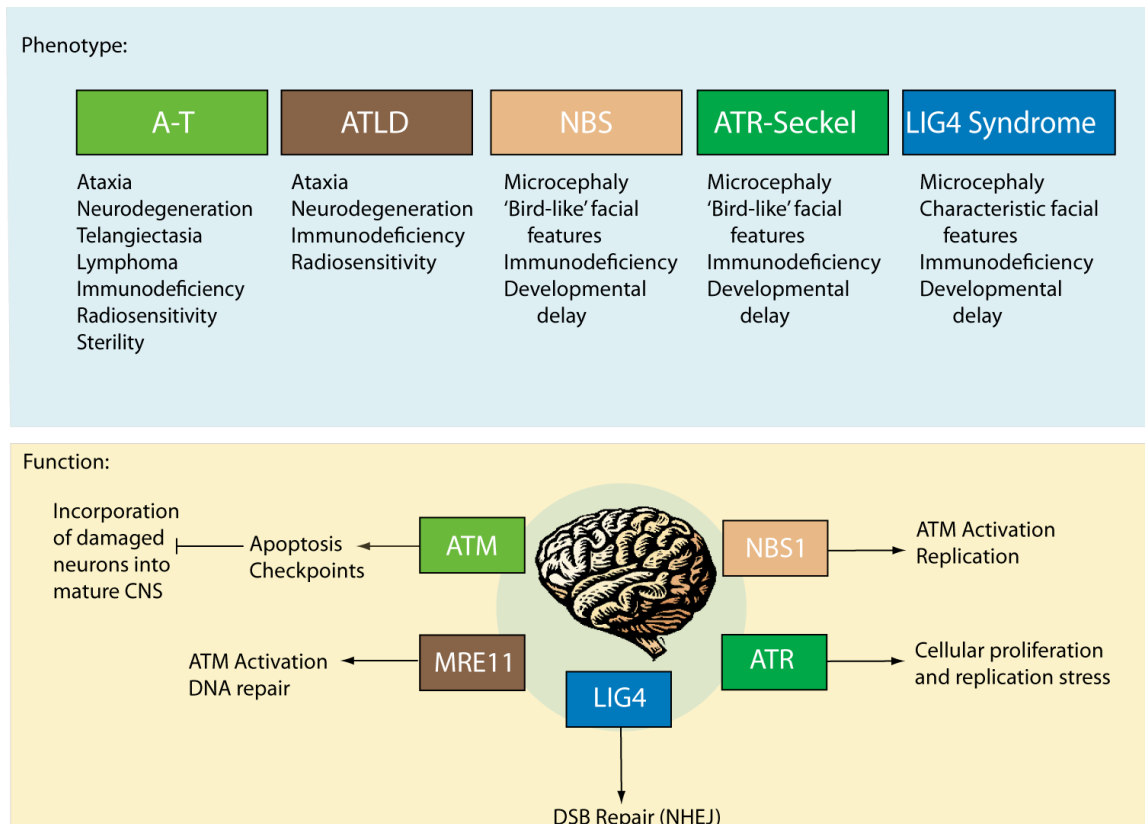 Phenotype:
A-T
Ataxia
Neurodegeneration
Telangiectasia
Lymphoma
Immunodeficiency
Radiosensitivity
Sterility
ATLD
Ataxia
Neurodegeneration
Immunodeficiency
Radiosensitivity
NBS
Microcephaly
‘Bird-like’ facial
features
Immunodeficiency
Developmental
delay
ATR-Seckel
Microcephaly
‘Bird-like’ facial
features
Immunodeficiency
Developmental
delay
LIG4 Syndrome
Microcephaly
Characteristic facial
features
Immunodeficiency
Developmental
delay
Function:
Incorporation
of damaged
neurons into
mature CNS
Apoptosis
Checkpoints
ATM
NBS1
ATM Activation
Replication
ATM Activation
DNA repair
MRE11
LIG4
ATR
Cellular proliferation
and replication stress
DSB Repair (NHEJ)